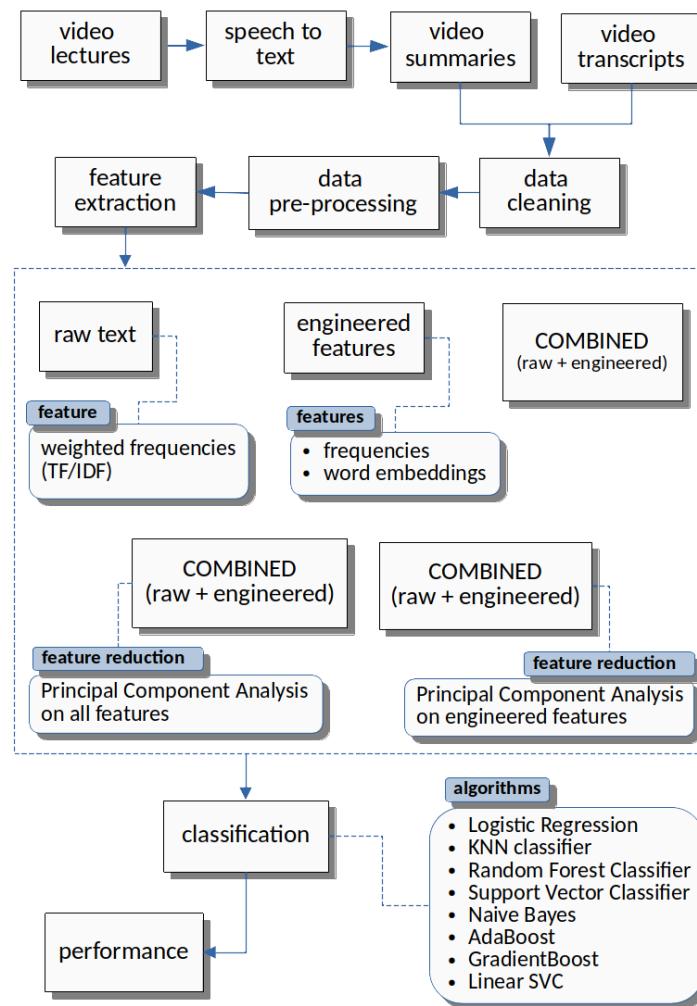 video
lectures
speech to
text
video
summaries
video
transcripts
feature
extraction
data
pre-processing
data
cleaning
raw text
engineered
features
COMBINED
(raw + engineered)
feature
weighted frequencies
(TF/IDF)
features
• frequencies
• word embeddings
COMBINED
(raw + engineered)
COMBINED
(raw + engineered)
feature reduction
Principal Component Analysis
on all features
feature reduction
Principal Component Analysis
on engineered features
classification
algorithms
• Logistic Regression
• KNN classifier
• Random Forest Classifier
• Support Vector Classifier
• Naive Bayes
• AdaBoost
• GradientBoost
• Linear SVC
performance